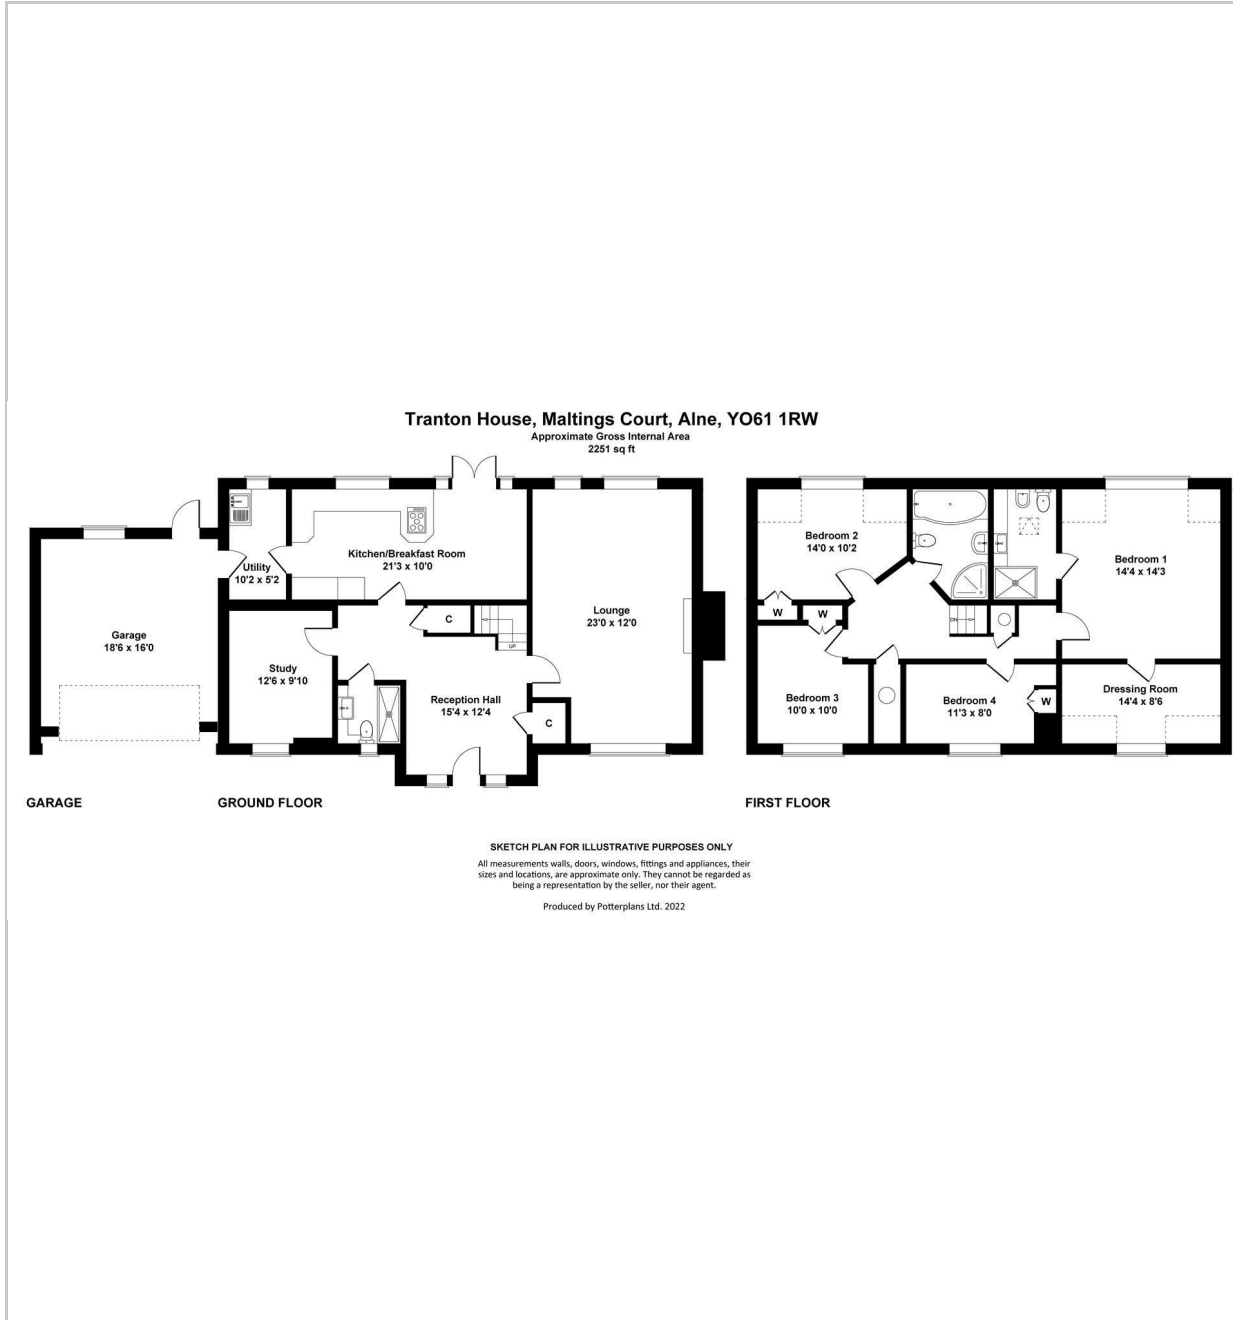 Tranton House, Maltings Court, Alne, YO61 1RW
Approximate Gross Internal Area
2251 sq ft
Utility
10'2 x 5'2
Kitchen/Breakfast Room
21'3 x 10'0
Garage
18'6 x 16'0
Study
12'6 x 9'10
C
UP
Reception Hall
15'4 x 12'4
C
Lounge
23'0 x 12'0
Bedroom 2
14'0 x 10'2
Bedroom 1
14'4 x 14'3
W
W
DN
Bedroom 3
10'0 x 10'0
Bedroom 4
11'3 x 8'0
W
Dressing Room
14'4 x 8'6
GARAGE
GROUND FLOOR
FIRST FLOOR
SKETCH PLAN FOR ILLUSTRATIVE PURPOSES ONLY
All measurements walls, doors, windows, fittings and appliances, their
sizes and locations, are approximate only. They cannot be regarded as
being a representation by the seller, nor their agent.
Produced by Potterplans Ltd. 2022